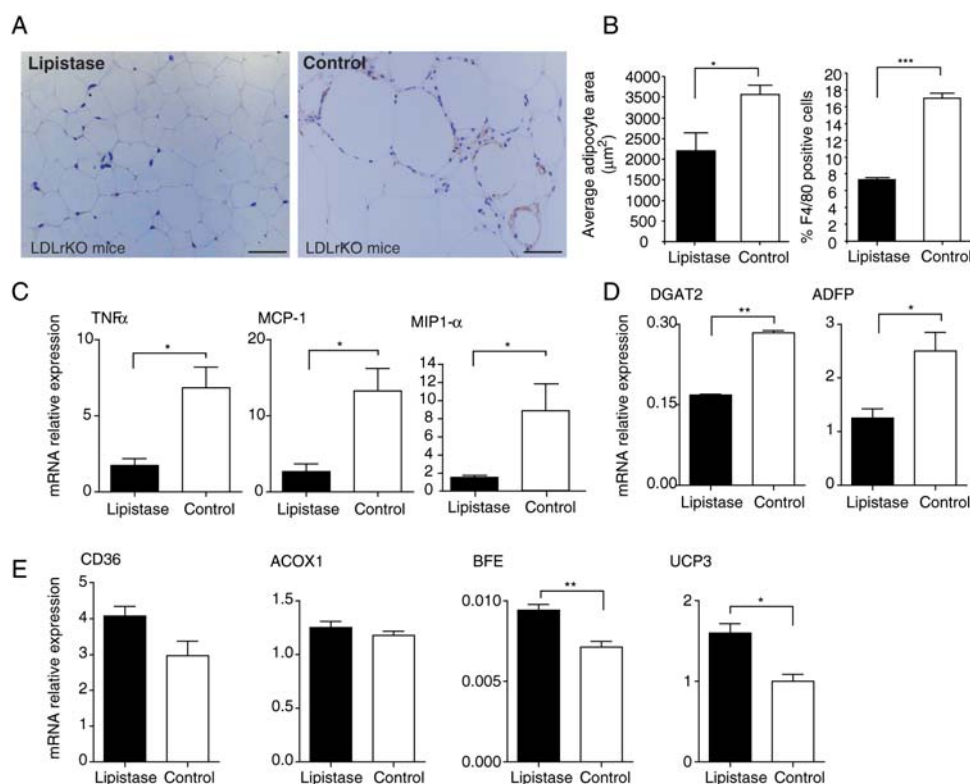 A
Lipistase
LDLrKO mice
Control
LDLrKO mice
B
Average adipocyte area
(µm²)
4000
3500
3000
2500
2000
1500
1000
500
0
*
Lipistase Control
% F4/80 positive cells
20
18
16
14
12
10
8
6
4
2
0
***
Lipistase Control
C
mRNA relative expression
TNFα
10
5
0
*
Lipistase Control
MCP-1
20
10
0
*
Lipistase Control
MIP1-α
14
12
10
8
6
4
2
0
*
Lipistase Control
D
mRNA relative expression
DGAT2
0.30
0.15
0.00
**
Lipistase Control
ADFP
3
2
1
0
*
Lipistase Control
E
mRNA relative expression
CD36
5
4
3
2
1
0
Lipistase Control
ACOX1
1.5
1.0
0.5
0.0
Lipistase Control
BFE
0.010
0.005
0.000
**
Lipistase Control
UCP3
2
1
0
*
Lipistase Control